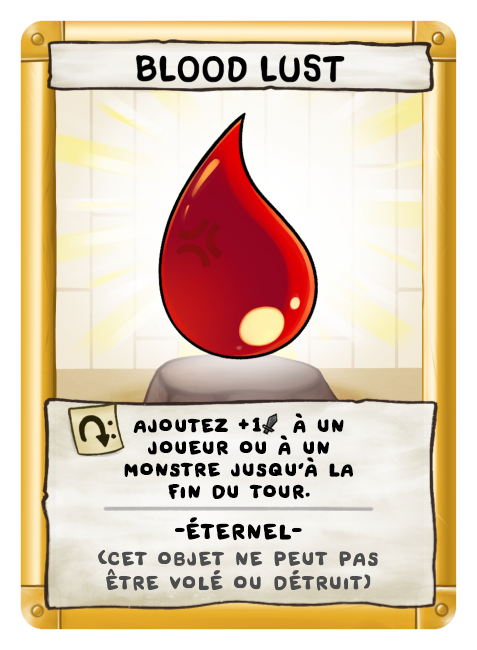 BLOOD LUST
AJOUTEZ +1 À UN
JOUEUR OU À UN
MONSTRE JUSQU'À LA
FIN DU TOUR.
-ÉTERNEL-
(CET OBJET NE PEUT PAS
ÊTRE VOLÉ OU DÉTRUIT)